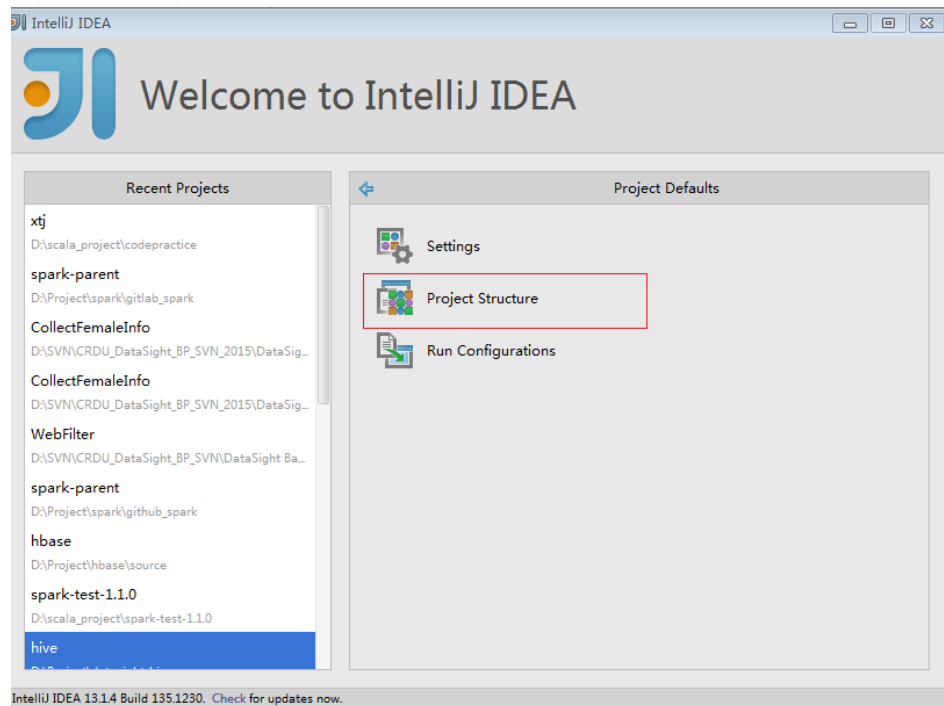 IntelliJ IDEA
Welcome to IntelliJ IDEA
Recent Projects
xtj
D:\scala_project\codepractice
spark-parent
D:\Project\spark\gitlab_spark
CollectFemaleInfo
D:\SVN\CRDU_DataSight_BP_SVN_2015\DataSig...
CollectFemaleInfo
D:\SVN\CRDU_DataSight_BP_SVN_2015\DataSig...
WebFilter
D:\SVN\CRDU_DataSight_BP_SVN\DataSight Ba...
spark-parent
D:\Project\spark\github_spark
hbase
D:\Project\hbase\source
spark-test-1.1.0
D:\scala_project\spark-test-1.1.0
hive
Project Defaults
Settings
Project Structure
Run Configurations
IntelliJ IDEA 13.1.4 Build 135.1230. Check for updates now.